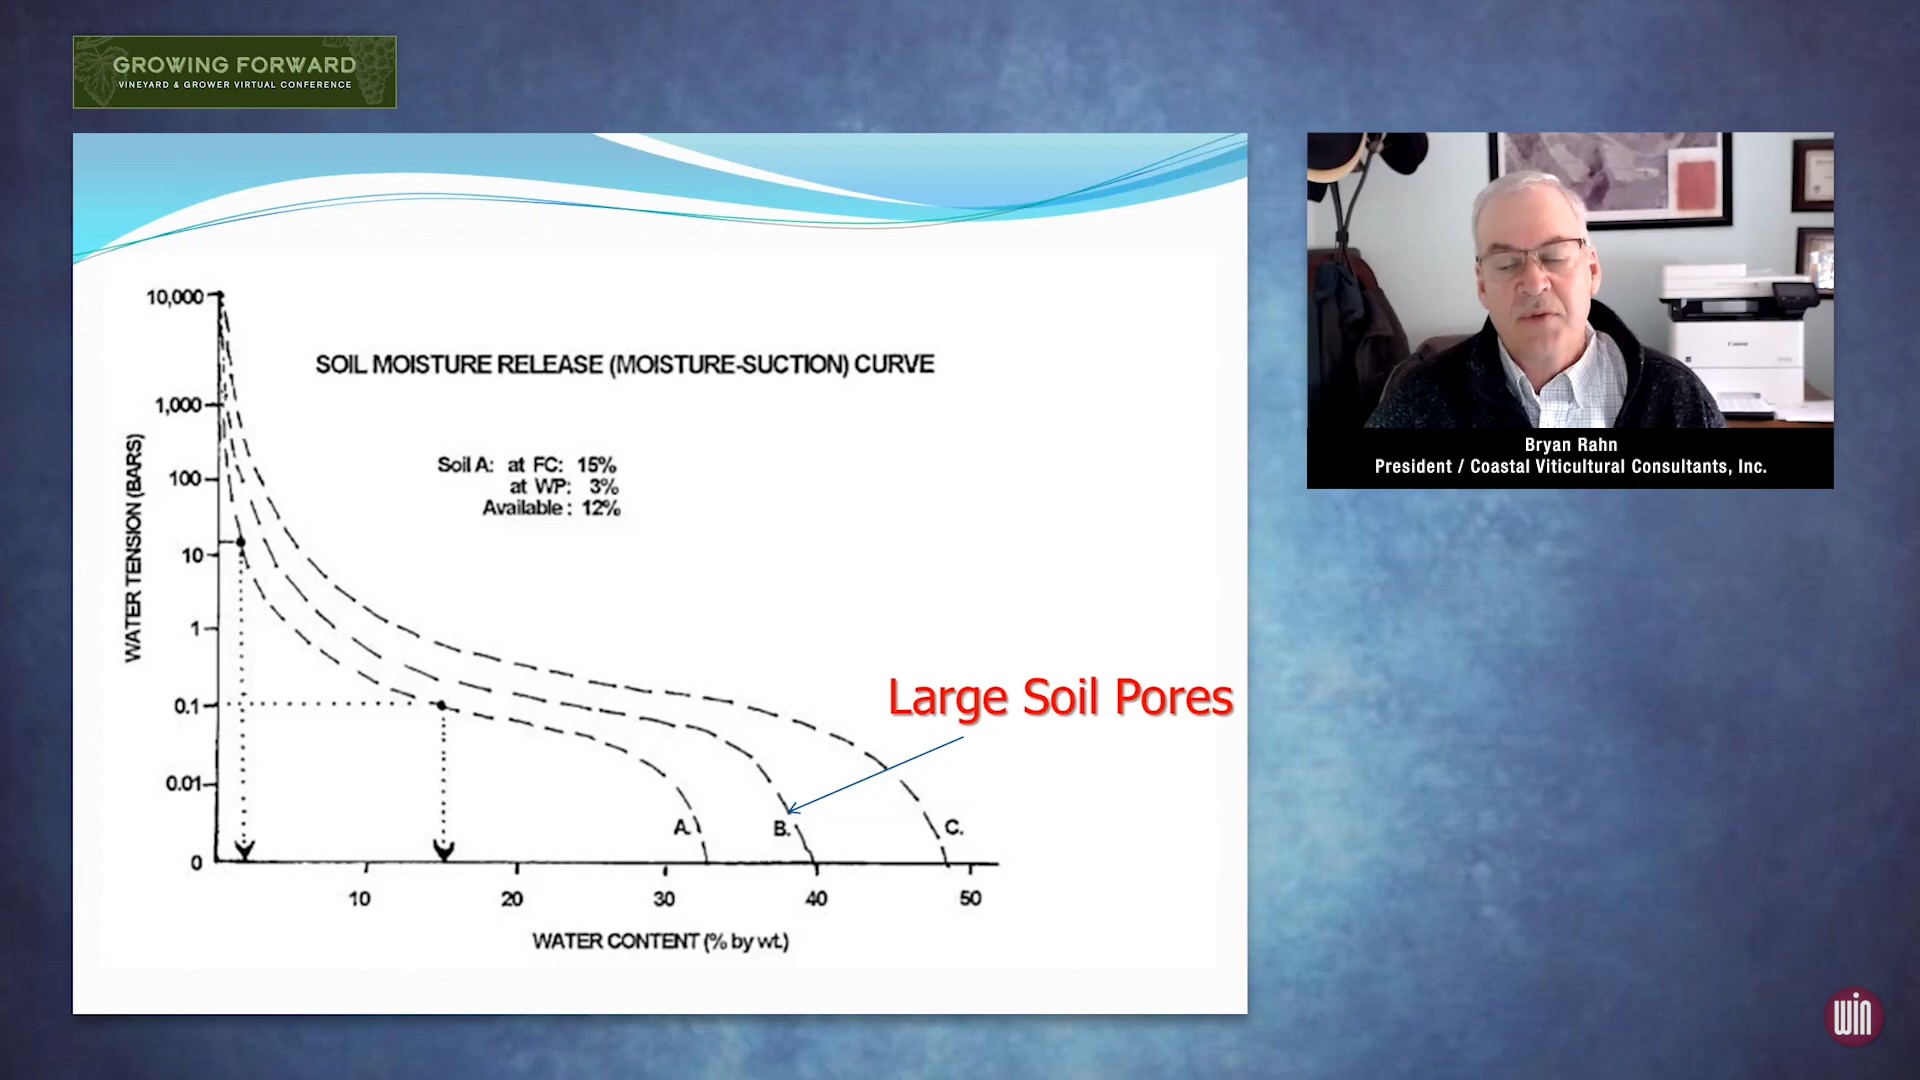 GROWING FORWARD
VINEYARD & GROWER VIRTUAL CONFERENCE
SOIL MOISTURE RELEASE (MOISTURE-SUCTION) CURVE
Soil A: at FC: 15%
at WP: 3%
Available: 12%
WATER TENSION (BARS)
10,000
1,000
100
10
1
0.1
0.01
0
Large Soil Pores
A.
B.
C.
10 20 30 40 50
WATER CONTENT (% by wt.)
Canon
Bryan Rahn
President / Coastal Viticultural Consultants, Inc.
win